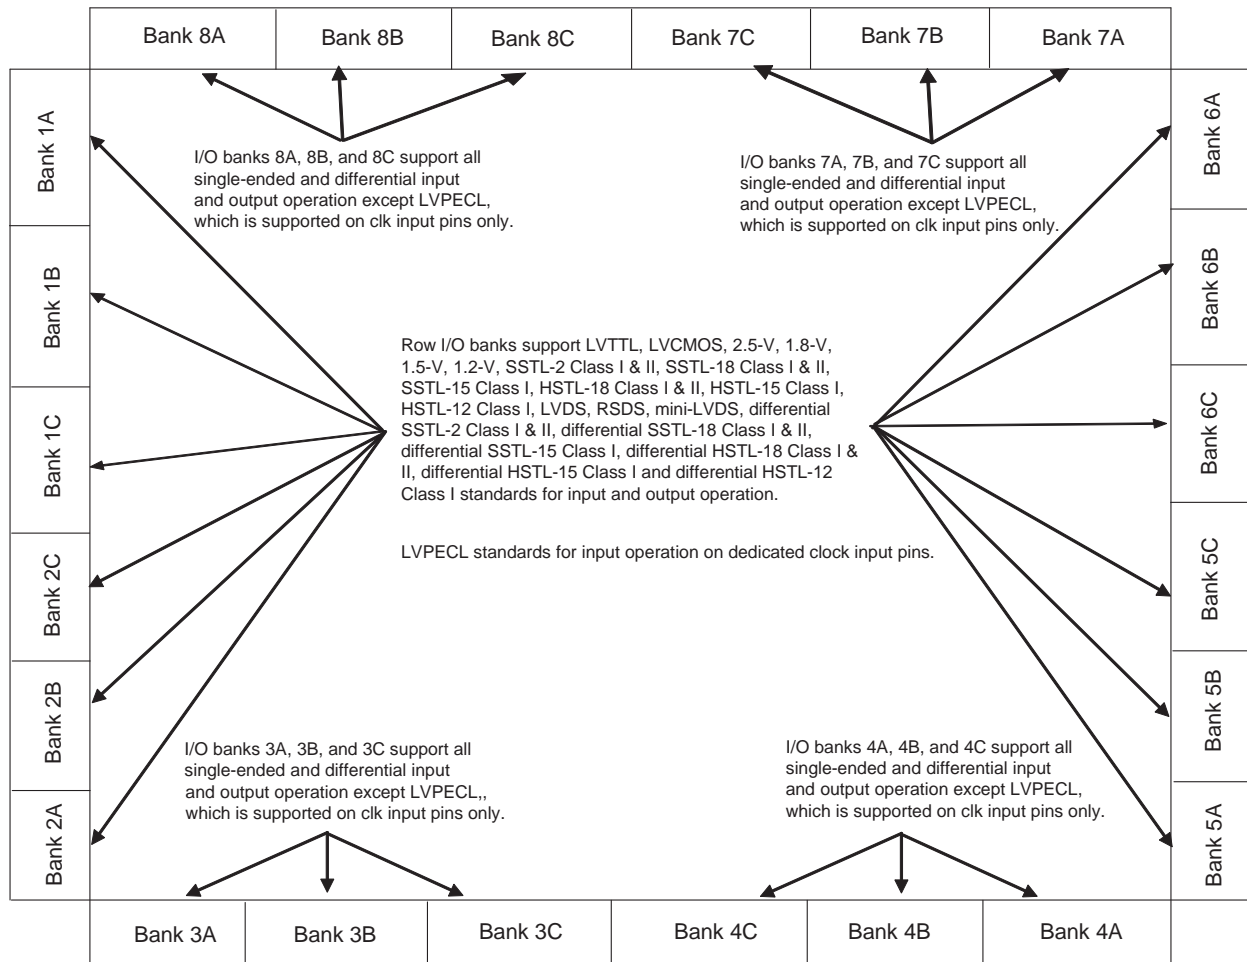 Bank 8A
Bank 8B
Bank 8C
Bank 7C
Bank 7B
Bank 7A
Bank 1A
Bank 1B
Bank 1C
Bank 2C
Bank 2B
Bank 2A
I/O banks 8A, 8B, and 8C support all
single-ended and differential input
and output operation except LVPECL,
which is supported on clk input pins only.
I/O banks 7A, 7B, and 7C support all
single-ended and differential input
and output operation except LVPECL,
which is supported on clk input pins only.
Row I/O banks support LVTTL, LVCMOS, 2.5-V, 1.8-V,
1.5-V, 1.2-V, SSTL-2 Class I & II, SSTL-18 Class I & II,
SSTL-15 Class I, HSTL-18 Class I & II, HSTL-15 Class I,
HSTL-12 Class I, LVDS, RSDS, mini-LVDS, differential
SSTL-2 Class I & II, differential SSTL-18 Class I & II,
differential SSTL-15 Class I, differential HSTL-18 Class I &
II, differential HSTL-15 Class I and differential HSTL-12
Class I standards for input and output operation.
LVPECL standards for input operation on dedicated clock input pins.
I/O banks 3A, 3B, and 3C support all
single-ended and differential input
and output operation except LVPECL,,
which is supported on clk input pins only.
I/O banks 4A, 4B, and 4C support all
single-ended and differential input
and output operation except LVPECL,
which is supported on clk input pins only.
Bank 6A
Bank 6B
Bank 6C
Bank 5C
Bank 5B
Bank 5A
Bank 3A
Bank 3B
Bank 3C
Bank 4C
Bank 4B
Bank 4A